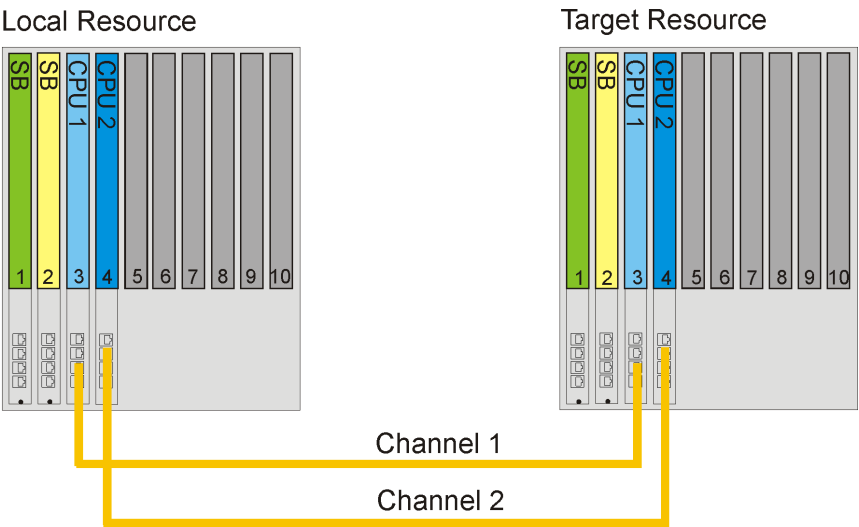 Local Resource
Target Resource
SB
SB
CPU 1
CPU 2
1 2 3 4 5 6 7 8 9 10
SB
SB
CPU 1
CPU 2
1 2 3 4 5 6 7 8 9 10
Channel 1
Channel 2